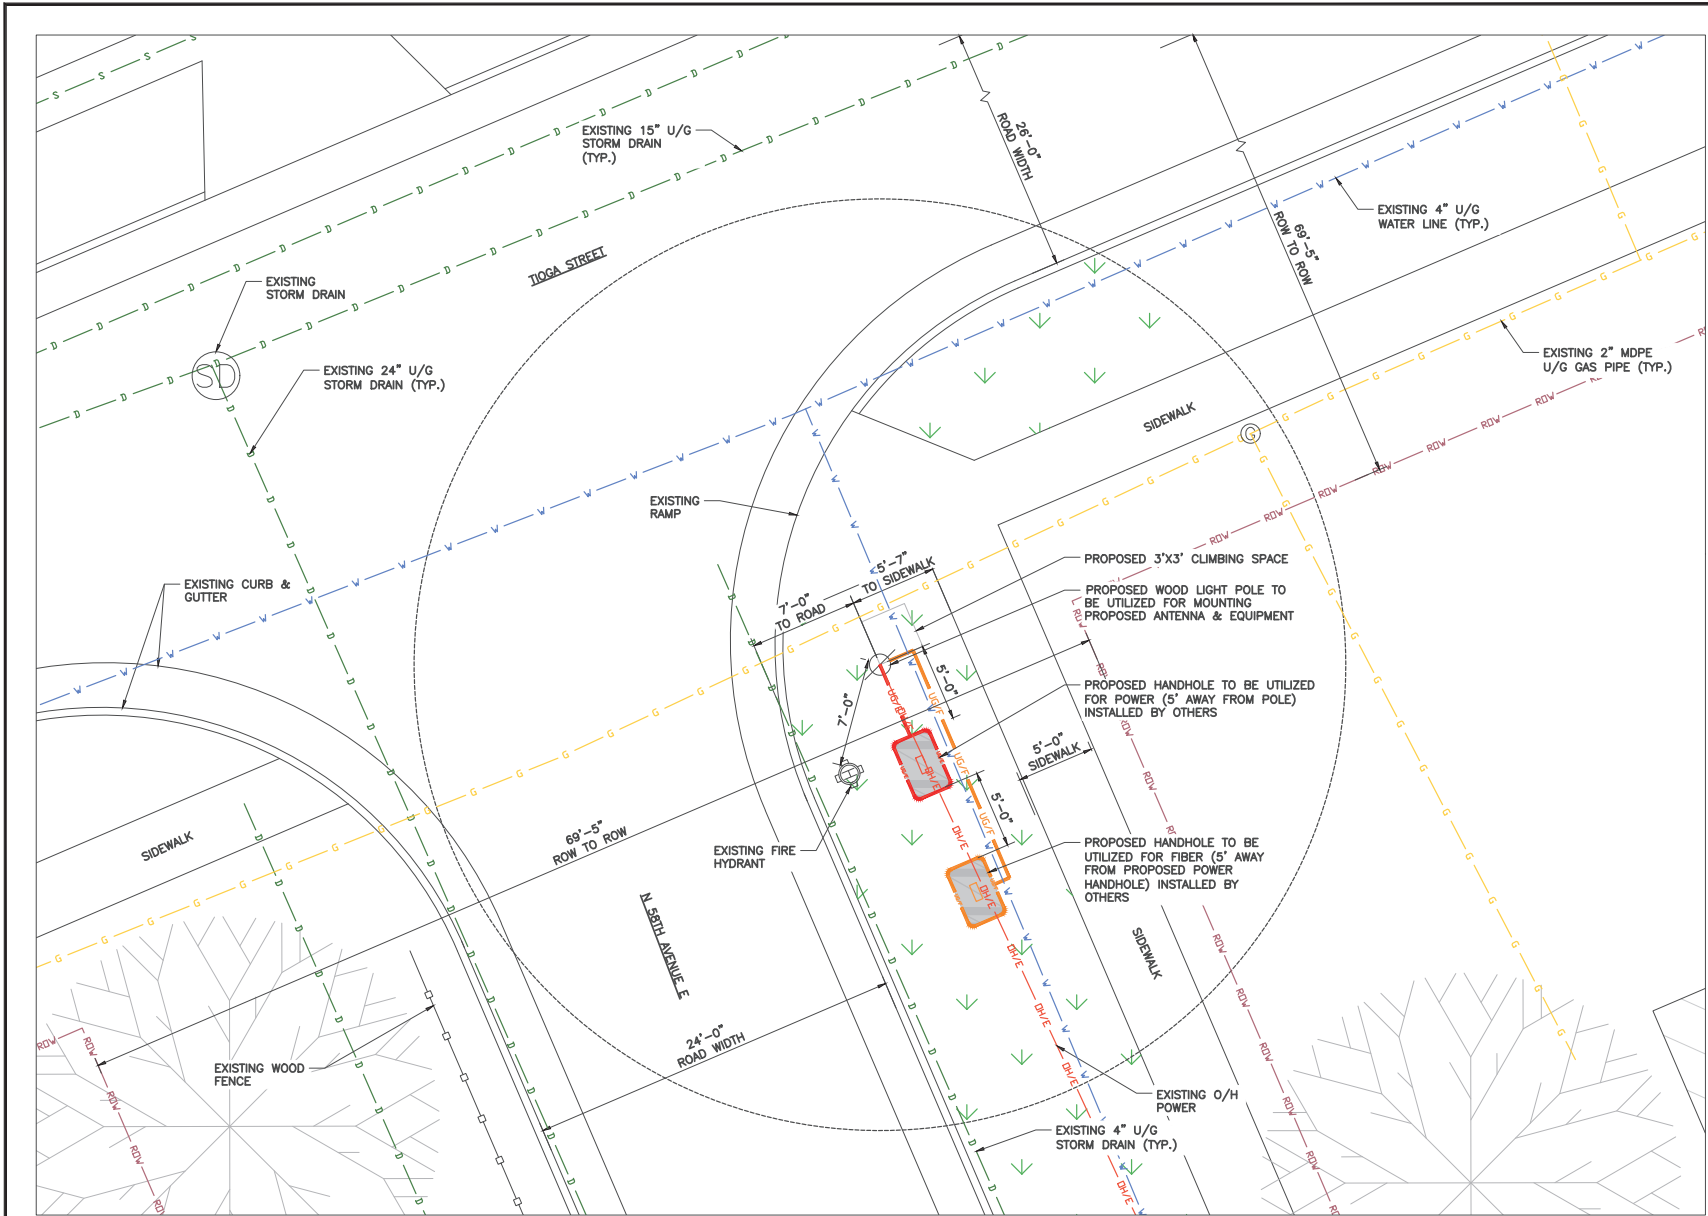 EXISTING 15" U/G
STORM DRAIN
(TYP.)
26'-0"
ROAD WIDTH
69'-5"
ROW TO ROW
EXISTING 4" U/G
WATER LINE (TYP.)
TIOGA STREET
EXISTING
STORM DRAIN
SD
EXISTING 24" U/G
STORM DRAIN (TYP.)
EXISTING 2" MDPE
U/G GAS PIPE (TYP.)
SIDEWALK
G
EXISTING
RAMP
EXISTING CURB &
GUTTER
5'-7"
TO SIDEWALK
7'-0"
TO ROAD
PROPOSED 3'X3' CLIMBING SPACE
PROPOSED WOOD LIGHT POLE TO
BE UTILIZED FOR MOUNTING
PROPOSED ANTENNA & EQUIPMENT
5'-0"
7'-0"
PROPOSED HANDHOLE TO BE UTILIZED
FOR POWER (5' AWAY FROM POLE)
INSTALLED BY OTHERS
5'-0"
SIDEWALK
5'-0"
SIDEWALK
69'-5"
ROW TO ROW
EXISTING FIRE
HYDRANT
PROPOSED HANDHOLE TO BE
UTILIZED FOR FIBER (5' AWAY
FROM PROPOSED POWER
HANDHOLE) INSTALLED BY
OTHERS
N 58TH AVENUE E
SIDEWALK
24'-0"
ROAD WIDTH
EXISTING WOOD
FENCE
EXISTING O/H
POWER
EXISTING 4" U/G
STORM DRAIN (TYP.)